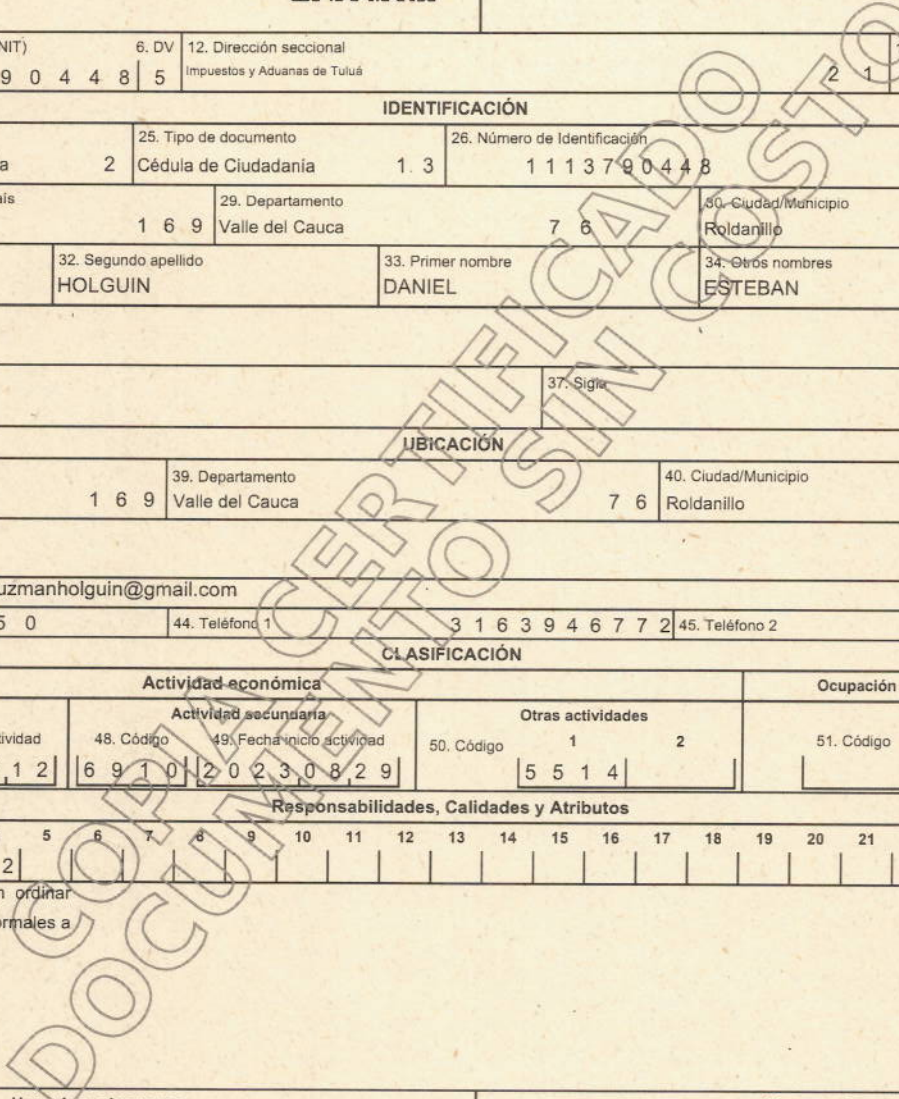 NIT) 6. DV 12. Dirección seccional
9 0 4 4 8 5 Impuestos y Aduanas de Tuluá 2 1
IDENTIFICACIÓN
25. Tipo de documento 26. Número de Identificación
a 2 Cédula de Ciudadanía 1 3 1 1 1 3 7 9 0 4 4 8
aís 29. Departamento 30. Ciudad/Municipio
1 6 9 Valle del Cauca 7 6 Roldanillo
32. Segundo apellido 33. Primer nombre 34. Otros nombres
HOLGUIN DANIEL ESTEBAN
37. Sigla
UBICACIÓN
39. Departamento 40. Ciudad/Municipio
1 6 9 Valle del Cauca 7 6 Roldanillo
uzmanholguin@gmail.com
5 0 44. Teléfono 1 3 1 6 3 9 4 6 7 7 2 45. Teléfono 2
CLASIFICACIÓN
Actividad económica Ocupación
Actividad secundaria Otras actividades
ividad 48. Código 49. Fecha inicio actividad 50. Código 1 2 51. Código
1 2 6 9 1 0 2 0 2 3 0 8 2 9 5 5 1 4
Responsabilidades, Calidades y Atributos
5 6 7 8 9 10 11 12 13 14 15 16 17 18 19 20 21
2
n ordinar
ormales a
COPIA CERTIFICADO
DOCUMENTO SIN COSTO